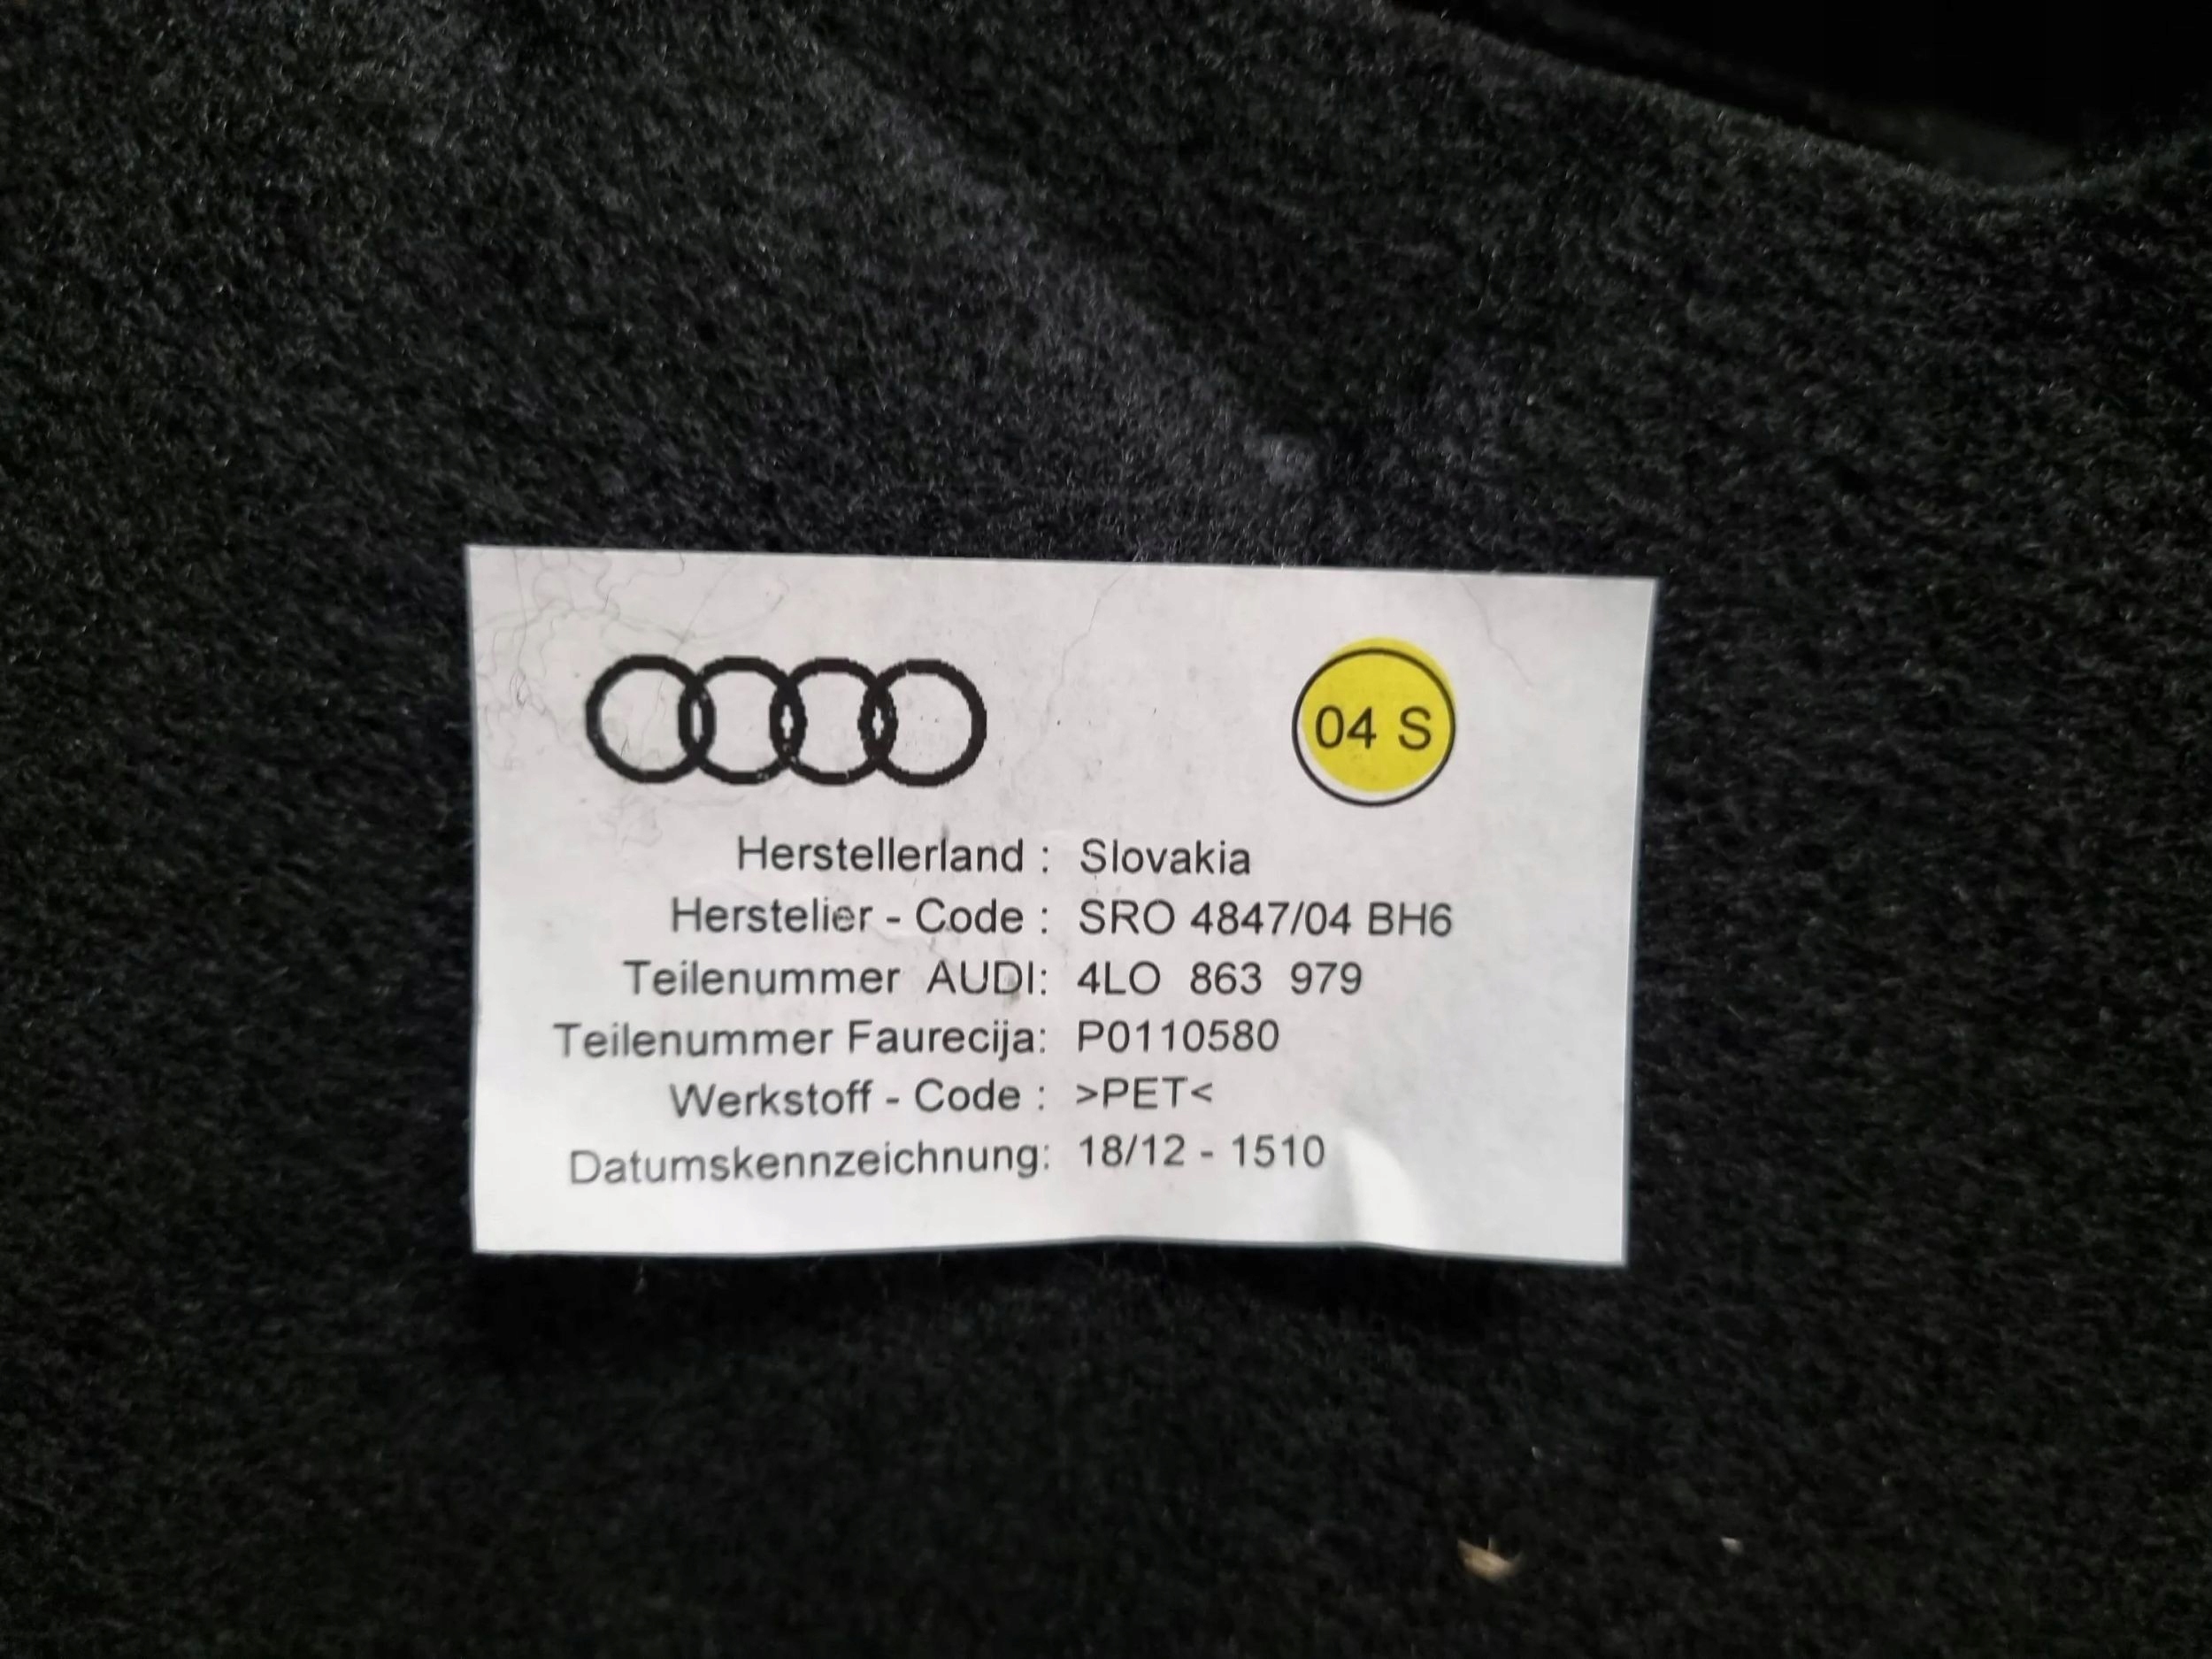 04 S
Herstellerland : Slovakia
Herstelier - Code : SRO 4847/04 BH6
Teilenummer AUDI: 4LO 863 979
Teilenummer Faurecija: P0110580
Werkstoff - Code : >PET<
Datumskennzeichnung: 18/12 - 1510